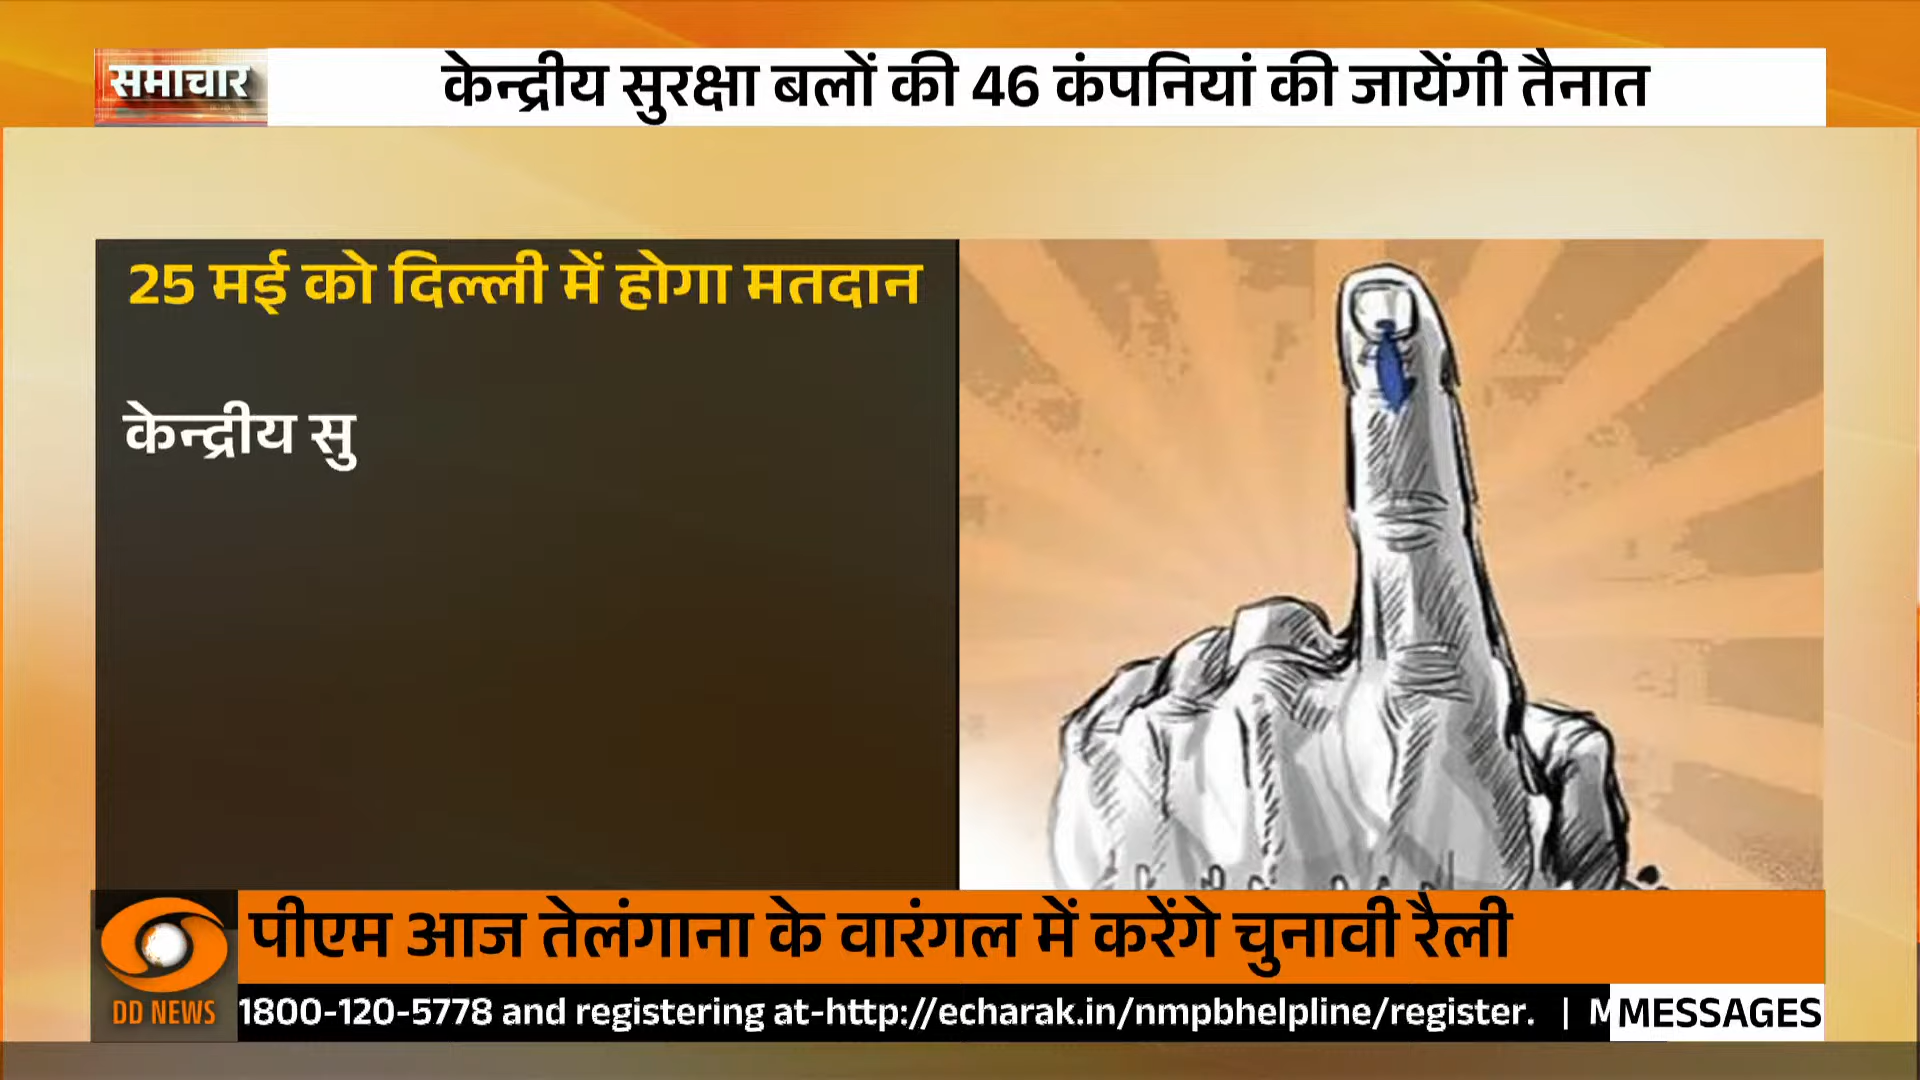 समाचार
केन्द्रीय सुरक्षा बलों की 46 कंपनियां की जायेंगी तैनात
25 मई को दिल्ली में होगा मतदान
केन्द्रीय सु
पीएम आज तेलंगाना के वारंगल में करेंगे चुनावी रैली
DD NEWS
1800-120-5778 and registering at-http://echarak.in/nmpbhelpline/register. | M
MESSAGES